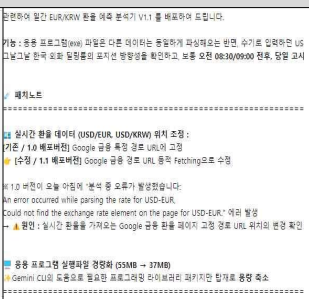 관련하여 일간 EUR/KRW 환율 예측 분석기 V1.1 를 배포하여 드립니다.
기능 : 응용 프로그램(exe) 파일은 다른 데이터는 동일하게 파싱해오는 반면, 수기로 입력하던 US
그날그날 한국 외화 딜링룸의 포지션 방향성을 확인하고, 보통 오전 08:30/09:00 전후, 당일 고시
패치노트
================================================
실시간 환율 데이터 (USD/EUR, USD/KRW) 위치 조정 :
[기존 / 1.0 배포버전] Google 금융 특정 경로 URL에 고정
[수정 / 1.1 배포버전] Google 금융 경로 URL 동적 Fetching으로 수정
※ 1.0 버전이 오늘 아침에 "분석 중 오류가 발생했습니다:
An error occurred while parsing the rate for USD-EUR,
Could not find the exchange rate element on the page for USD-EUR." 에러 발생
→ ⚠ 원인 : 실시간 환율을 가져오는 Google 금융 환율 페이지 고정 경로 URL 위치의 변경 확인
응용 프로그램 실행파일 경량화 (55MB → 37MB)
✨Gemini CLI의 도움으로 필요한 프로그래밍 라이브러리 패키지만 탑재로 용량 축소
================================================